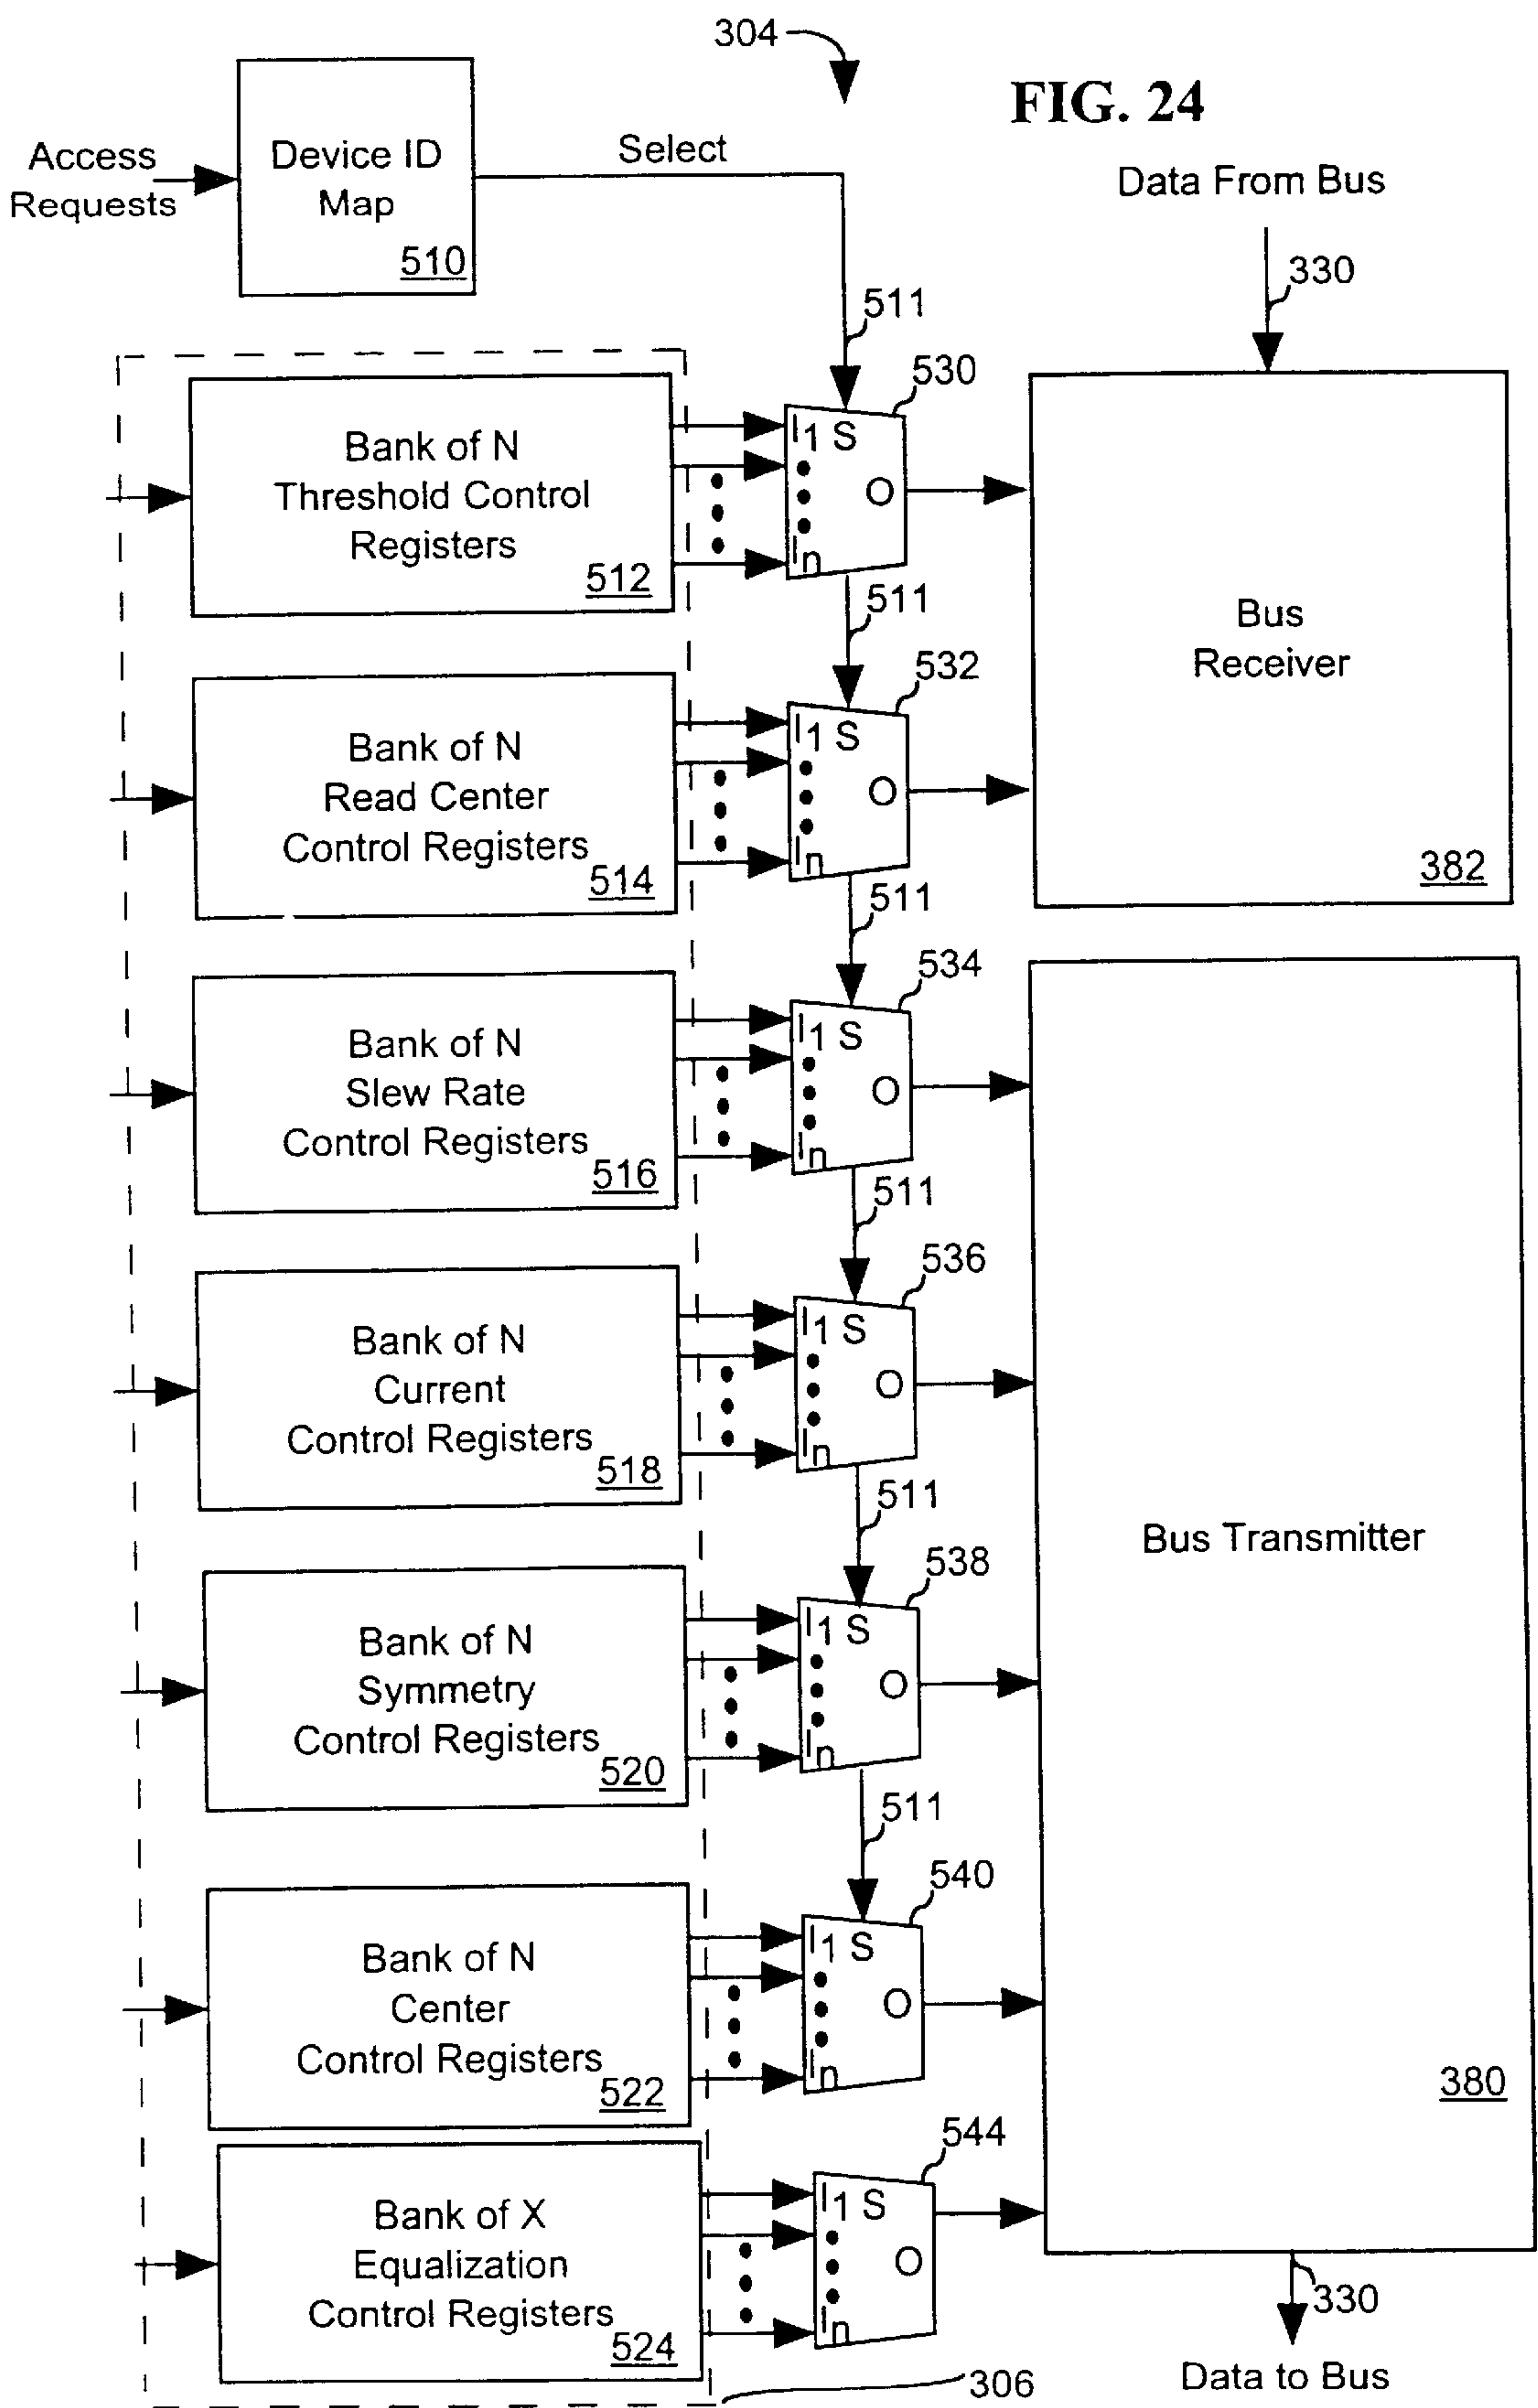 304
FIG. 24
Access
Requests
Device ID
Map
510
Select
Data From Bus
330
511
530
Bank of N
Threshold Control
Registers
512
I1 S
O
In
511
Bus
Receiver
382
532
Bank of N
Read Center
Control Registers
514
I1 S
O
In
511
534
Bank of N
Slew Rate
Control Registers
516
I1 S
O
In
511
536
Bank of N
Current
Control Registers
518
I1 S
O
In
511
Bus Transmitter
538
Bank of N
Symmetry
Control Registers
520
I1 S
O
In
511
540
Bank of N
Center
Control Registers
522
I1 S
O
In
380
544
Bank of X
Equalization
Control Registers
524
I1 S
O
In
330
306
Data to Bus